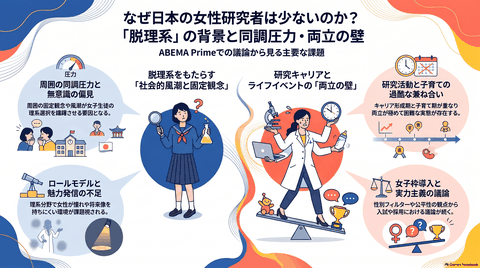 なぜ日本の女性研究者は少ないのか？
「脱理系」の背景と同調圧力・両立の壁
ABEMA Primeでの議論から見る主要な課題
圧力
周囲の同調圧力と
無意識の偏見
周囲の固定観念や風潮が女子生徒の
理系選択を躊躇させる要因となる。
ロールモデルと
魅力発信の不足
理系分野で女性が憧れや将来像を
持ちにくい環境が課題視される。
脱理系をもたらす
「社会的風潮と固定観念」
研究キャリアと
ライフイベントの「両立の壁」
研究活動と子育ての
過酷な兼ね合い
キャリア形成期と子育て期が重なり
両立が極めて困難な実態が存在する。
女子枠導入と
実力主義の議論
性別フィルターや公平性の観点から
入試や採用における議論が続く。